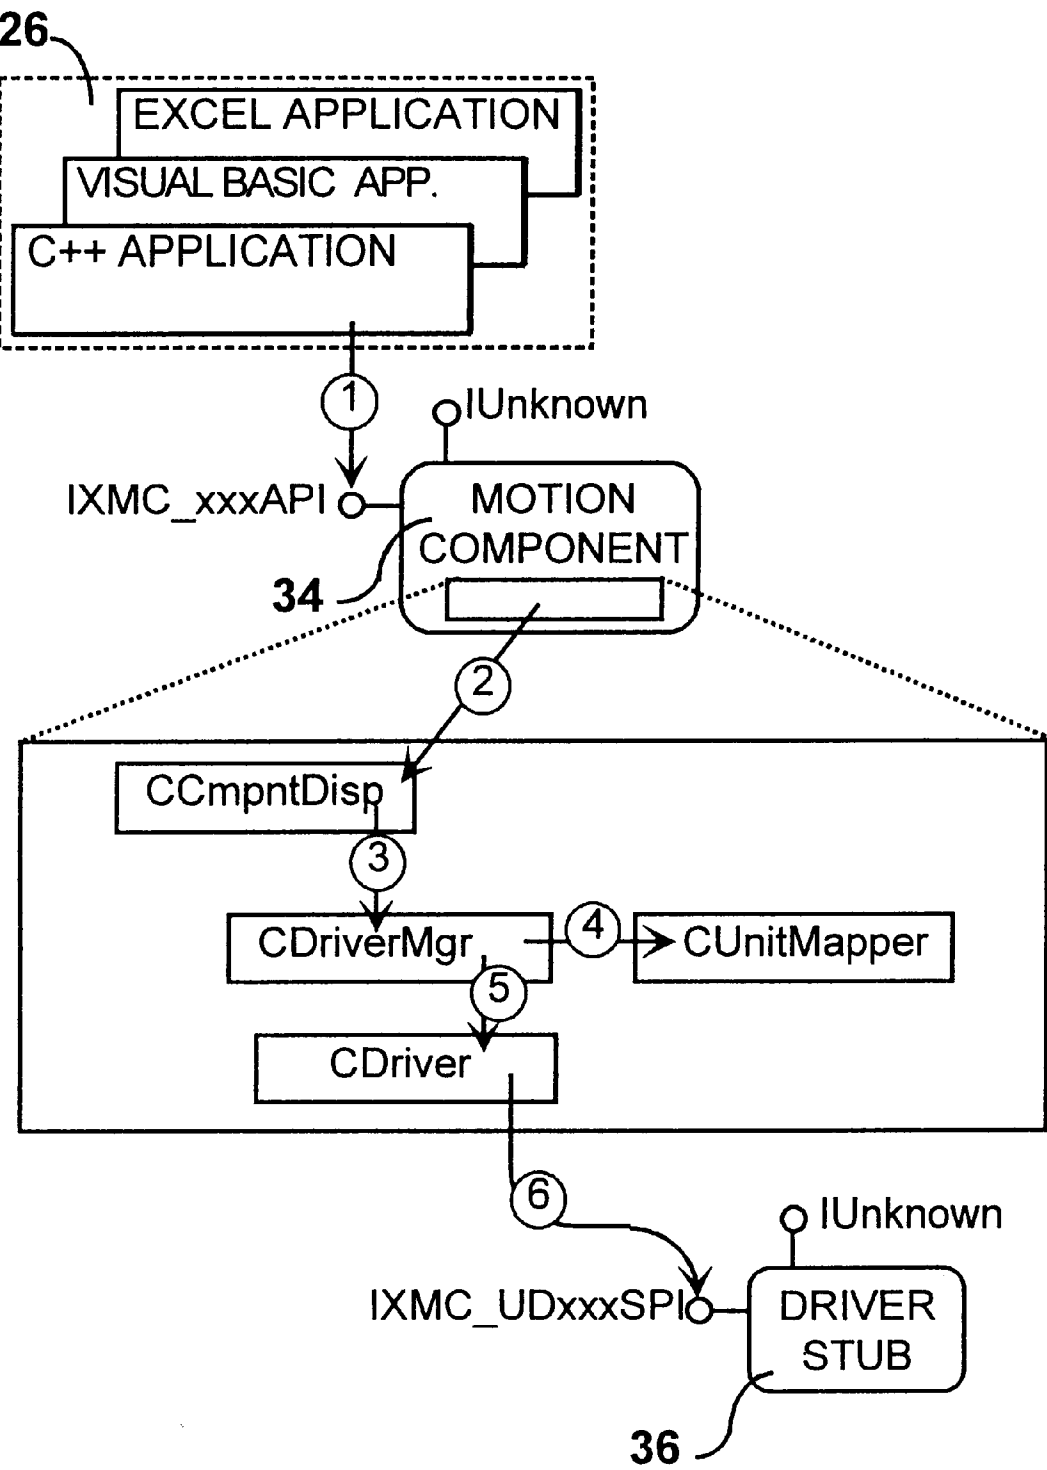 26
EXCEL APPLICATION
VISUAL BASIC APP.
C++ APPLICATION
1
IUnknown
IXMC_xxxAPI
MOTION
COMPONENT
34
2
CCmpntDisp
3
CDriverMgr
4
CUnitMapper
5
CDriver
6
IUnknown
IXMC_UDxxxSPI
DRIVER
STUB
36